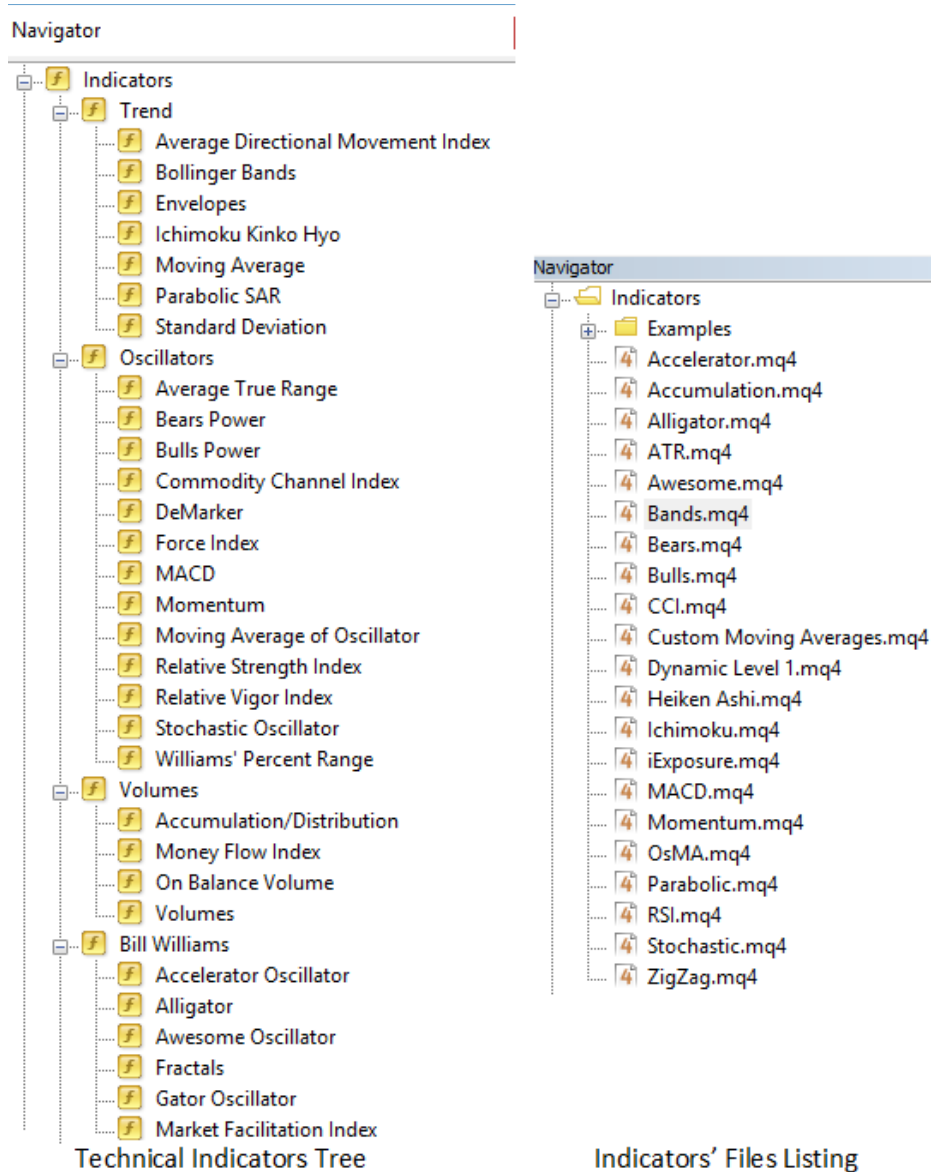 Navigator
Indicators
Trend
Average Directional Movement Index
Bollinger Bands
Envelopes
Ichimoku Kinko Hyo
Moving Average
Parabolic SAR
Standard Deviation
Oscillators
Average True Range
Bears Power
Bulls Power
Commodity Channel Index
DeMarker
Force Index
MACD
Momentum
Moving Average of Oscillator
Relative Strength Index
Relative Vigor Index
Stochastic Oscillator
Williams' Percent Range
Volumes
Accumulation/Distribution
Money Flow Index
On Balance Volume
Volumes
Bill Williams
Accelerator Oscillator
Alligator
Awesome Oscillator
Fractals
Gator Oscillator
Market Facilitation Index
Technical Indicators Tree
Navigator
Indicators
Examples
Accelerator.mq4
Accumulation.mq4
Alligator.mq4
ATR.mq4
Awesome.mq4
Bands.mq4
Bears.mq4
Bulls.mq4
CCI.mq4
Custom Moving Averages.mq4
Dynamic Level 1.mq4
Heiken Ashi.mq4
Ichimoku.mq4
iExposure.mq4
MACD.mq4
Momentum.mq4
OsMA.mq4
Parabolic.mq4
RSI.mq4
Stochastic.mq4
ZigZag.mq4
Indicators' Files Listing